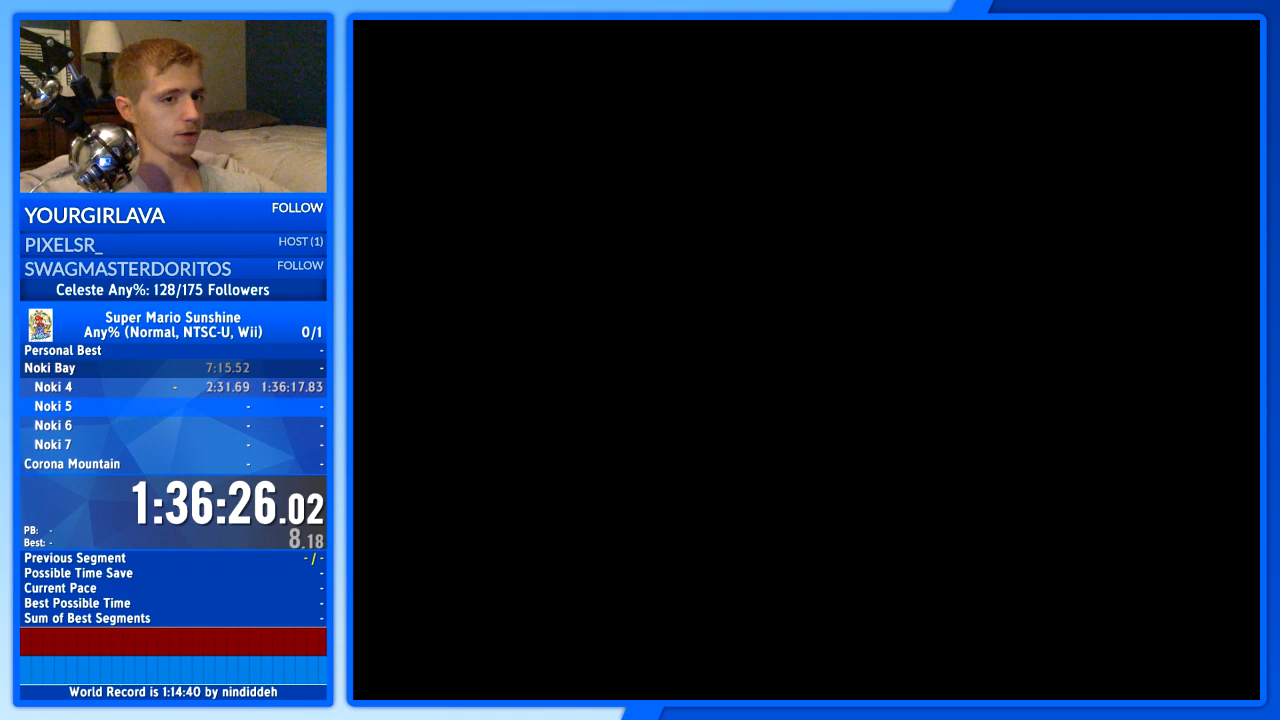 YOURGIRLAVA FOLLOW
PIXELSR_ HOST (1)
SWAGMASTERDORITOS FOLLOW
Celeste Any%: 128/175 Followers
Super Mario Sunshine
Any% (Normal, NTSC-U, Wii) 0/1
Personal Best -
Noki Bay 7:15.52 -
Noki 4 - 2:31.69 1:36:17.83
Noki 5 - -
Noki 6 - -
Noki 7 - -
Corona Mountain - -
1:36:26.02
PB: -
Best: - 8.18
Previous Segment - / -
Possible Time Save -
Current Pace -
Best Possible Time -
Sum of Best Segments -
World Record is 1:14:40 by nindiddeh